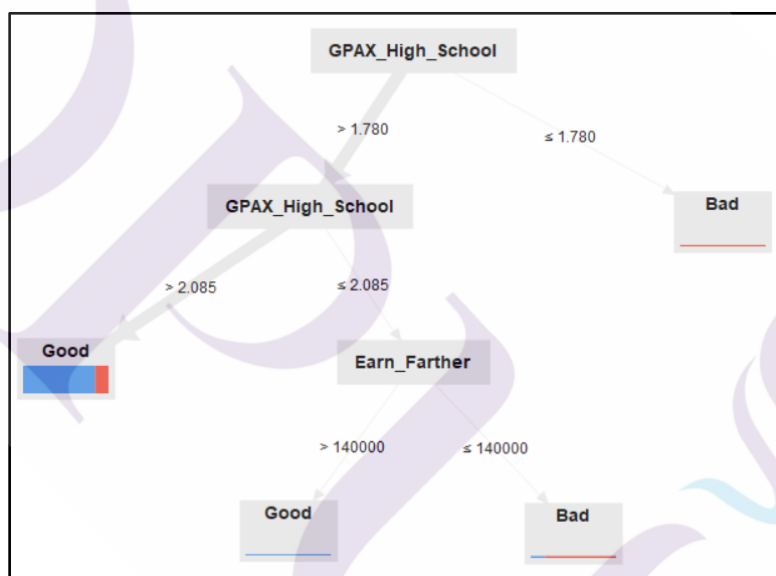 GPAX_High_School
> 1.780
≤ 1.780
GPAX_High_School
Bad
> 2.085
≤ 2.085
Good
Earn_Farther
> 140000
≤ 140000
Good
Bad